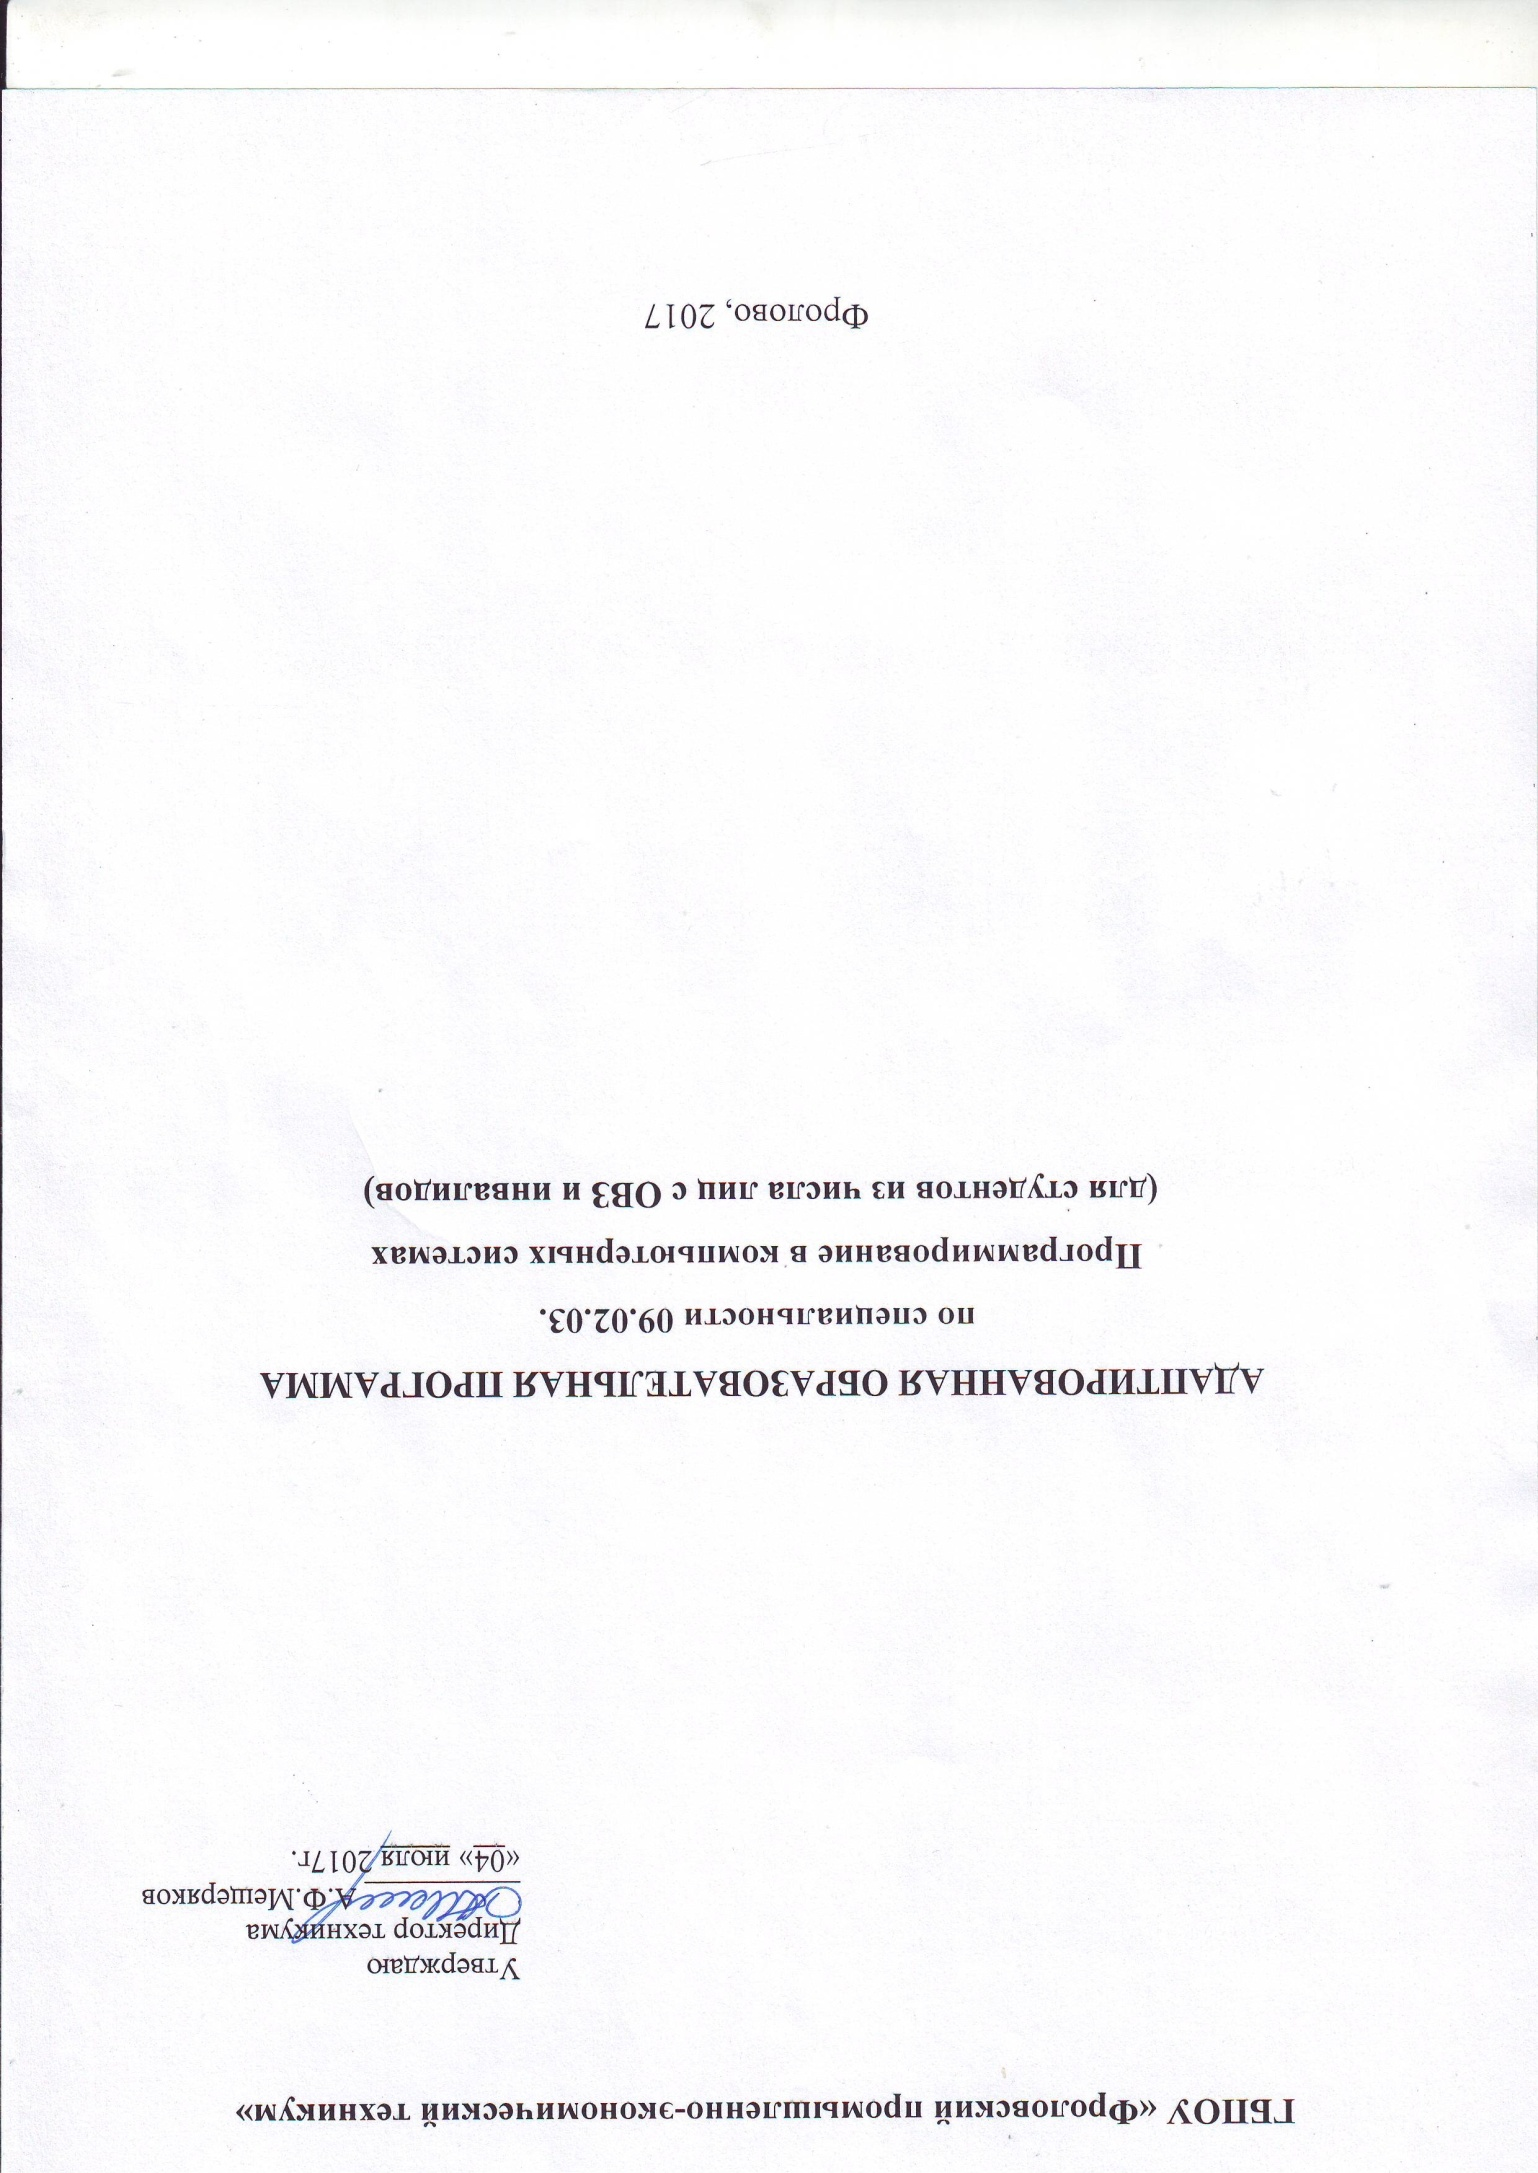 ГБПОУ «Фроловский промышленно-экономический техникум»
Утверждаю
Директор техникума
А.Ф.Мещеряков
«04» июля 2017г.
АДАПТИРОВАННАЯ ОБРАЗОВАТЕЛЬНАЯ ПРОГРАММА
по специальности 09.02.03.
Программирование в компьютерных системах
(для студентов из числа лиц с ОВЗ и инвалидов)
Фролово, 2017